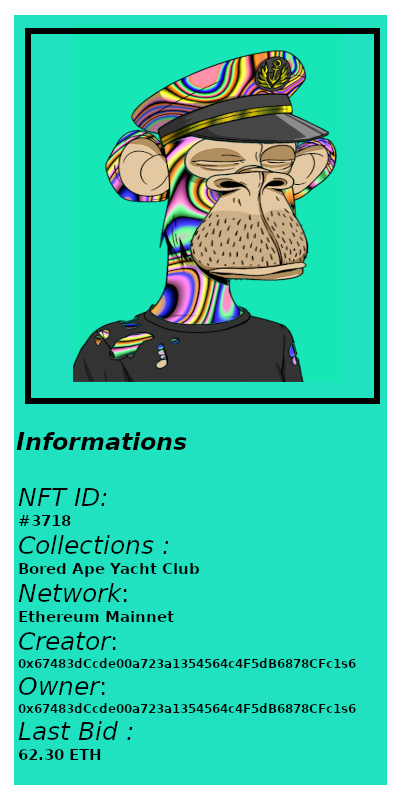 Informations
NFT ID:
#3718
Collections :
Bored Ape Yacht Club
Network:
Ethereum Mainnet
Creator:
0x67483dCcde00a723a1354564c4F5dB6878CFc1s6
Owner:
0x67483dCcde00a723a1354564c4F5dB6878CFc1s6
Last Bid :
62.30 ETH